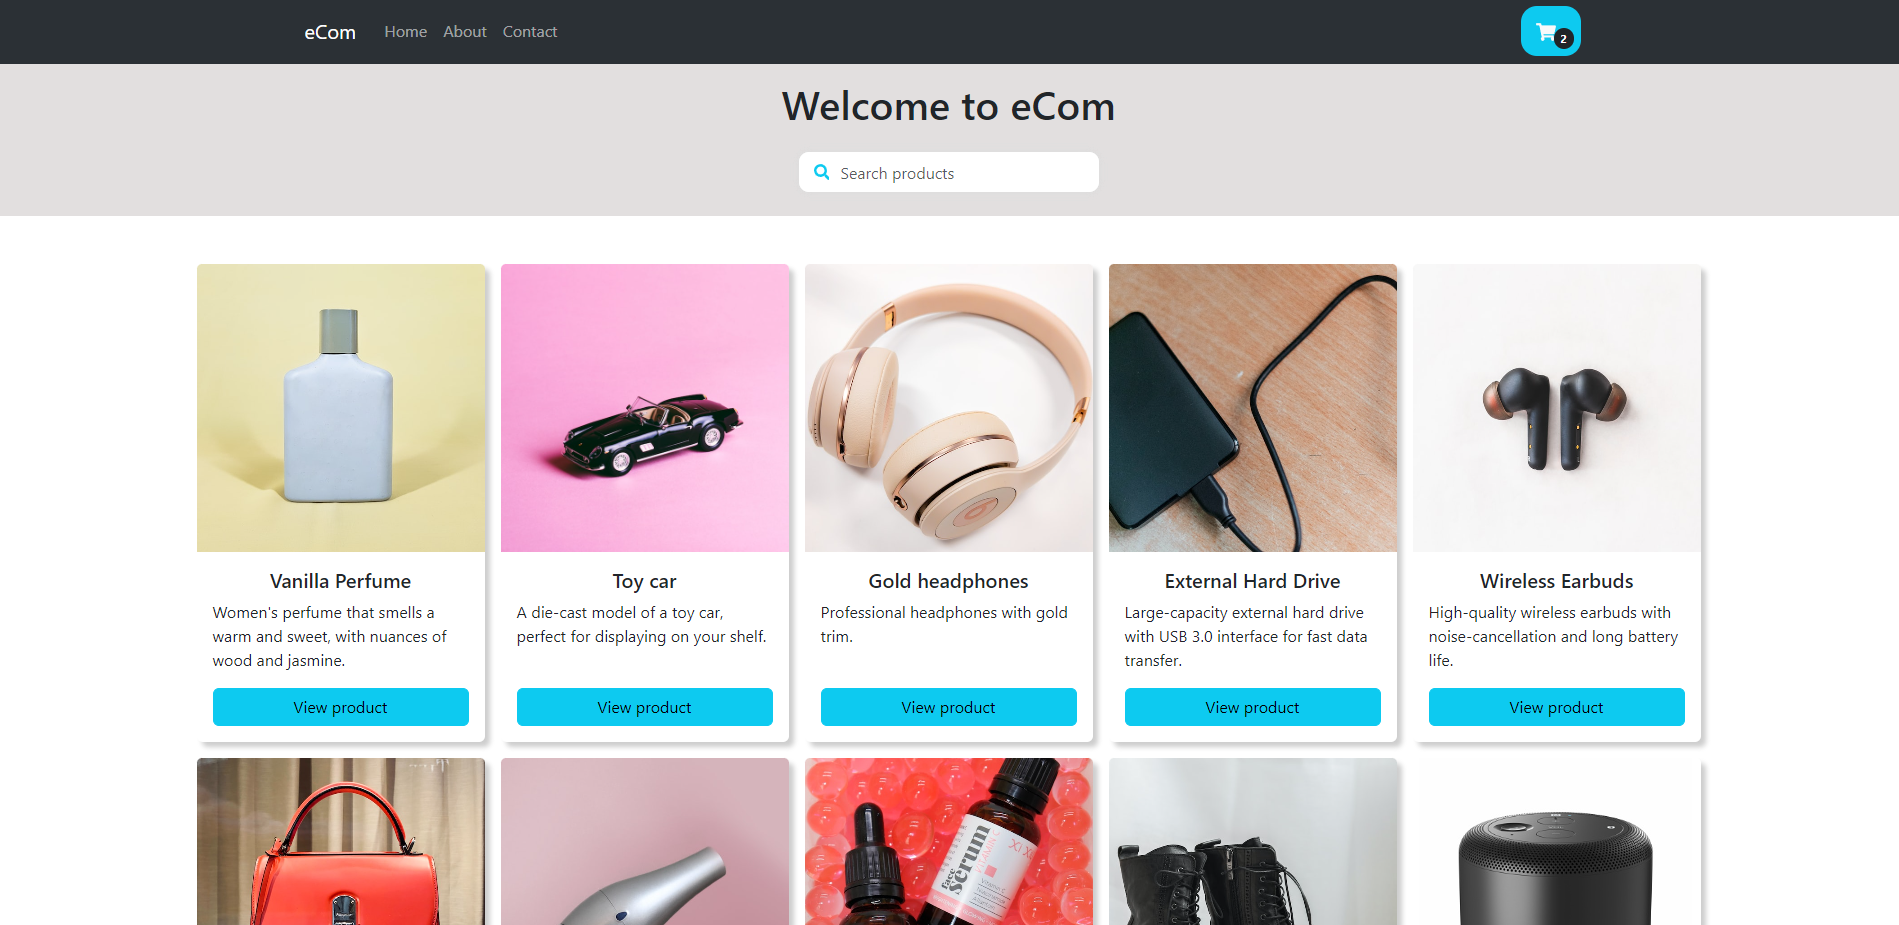 eCom Home About Contact
2
Welcome to eCom
Search products
Vanilla Perfume
Women's perfume that smells a
warm and sweet, with nuances of
wood and jasmine.
View product
Toy car
A die-cast model of a toy car,
perfect for displaying on your shelf.
View product
Gold headphones
Professional headphones with gold
trim.
View product
External Hard Drive
Large-capacity external hard drive
with USB 3.0 interface for fast data
transfer.
View product
Wireless Earbuds
High-quality wireless earbuds with
noise-cancellation and long battery
life.
View product
face
serum